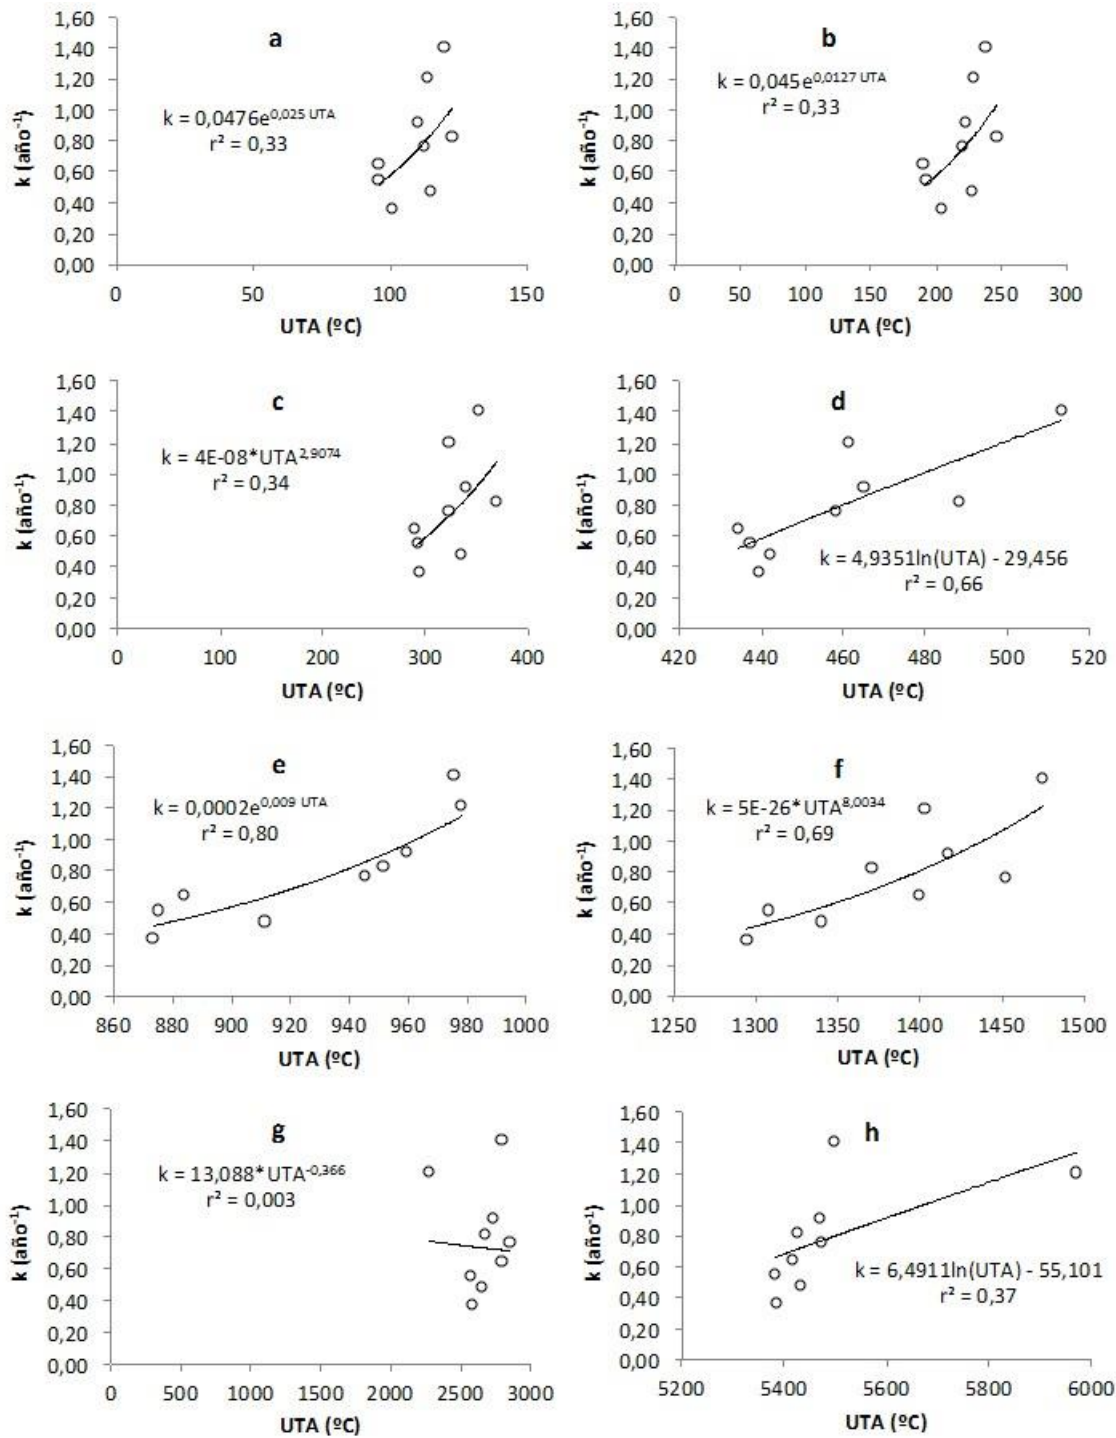 a
k = 0,0476e^0,025 UTA
r² = 0,33
1,60
1,40
1,20
1,00
0,80
0,60
0,40
0,20
0,00
k (año⁻¹)
0 50 100 150
UTA (ºC)
b
k = 0,045e^0,0127 UTA
r² = 0,33
1,60
1,40
1,20
1,00
0,80
0,60
0,40
0,20
0,00
k (año⁻¹)
0 50 100 150 200 250 300
UTA (ºC)
c
k = 4E-08*UTA^2,9074
r² = 0,34
1,60
1,40
1,20
1,00
0,80
0,60
0,40
0,20
0,00
k (año⁻¹)
0 100 200 300 400
UTA (ºC)
d
k = 4,9351ln(UTA) - 29,456
r² = 0,66
1,60
1,40
1,20
1,00
0,80
0,60
0,40
0,20
0,00
k (año⁻¹)
420 440 460 480 500 520
UTA (ºC)
e
k = 0,0002e^0,009 UTA
r² = 0,80
1,60
1,40
1,20
1,00
0,80
0,60
0,40
0,20
0,00
k (año⁻¹)
860 880 900 920 940 960 980 1000
UTA (ºC)
f
k = 5E-26*UTA^8,0034
r² = 0,69
1,60
1,40
1,20
1,00
0,80
0,60
0,40
0,20
0,00
k (año⁻¹)
1250 1300 1350 1400 1450 1500
UTA (ºC)
g
k = 13,088*UTA^-0,366
r² = 0,003
1,60
1,40
1,20
1,00
0,80
0,60
0,40
0,20
0,00
k (año⁻¹)
0 500 1000 1500 2000 2500 3000
UTA (ºC)
h
k = 6,4911ln(UTA) - 55,101
r² = 0,37
1,60
1,40
1,20
1,00
0,80
0,60
0,40
0,20
0,00
k (año⁻¹)
5200 5400 5600 5800 6000
UTA (ºC)